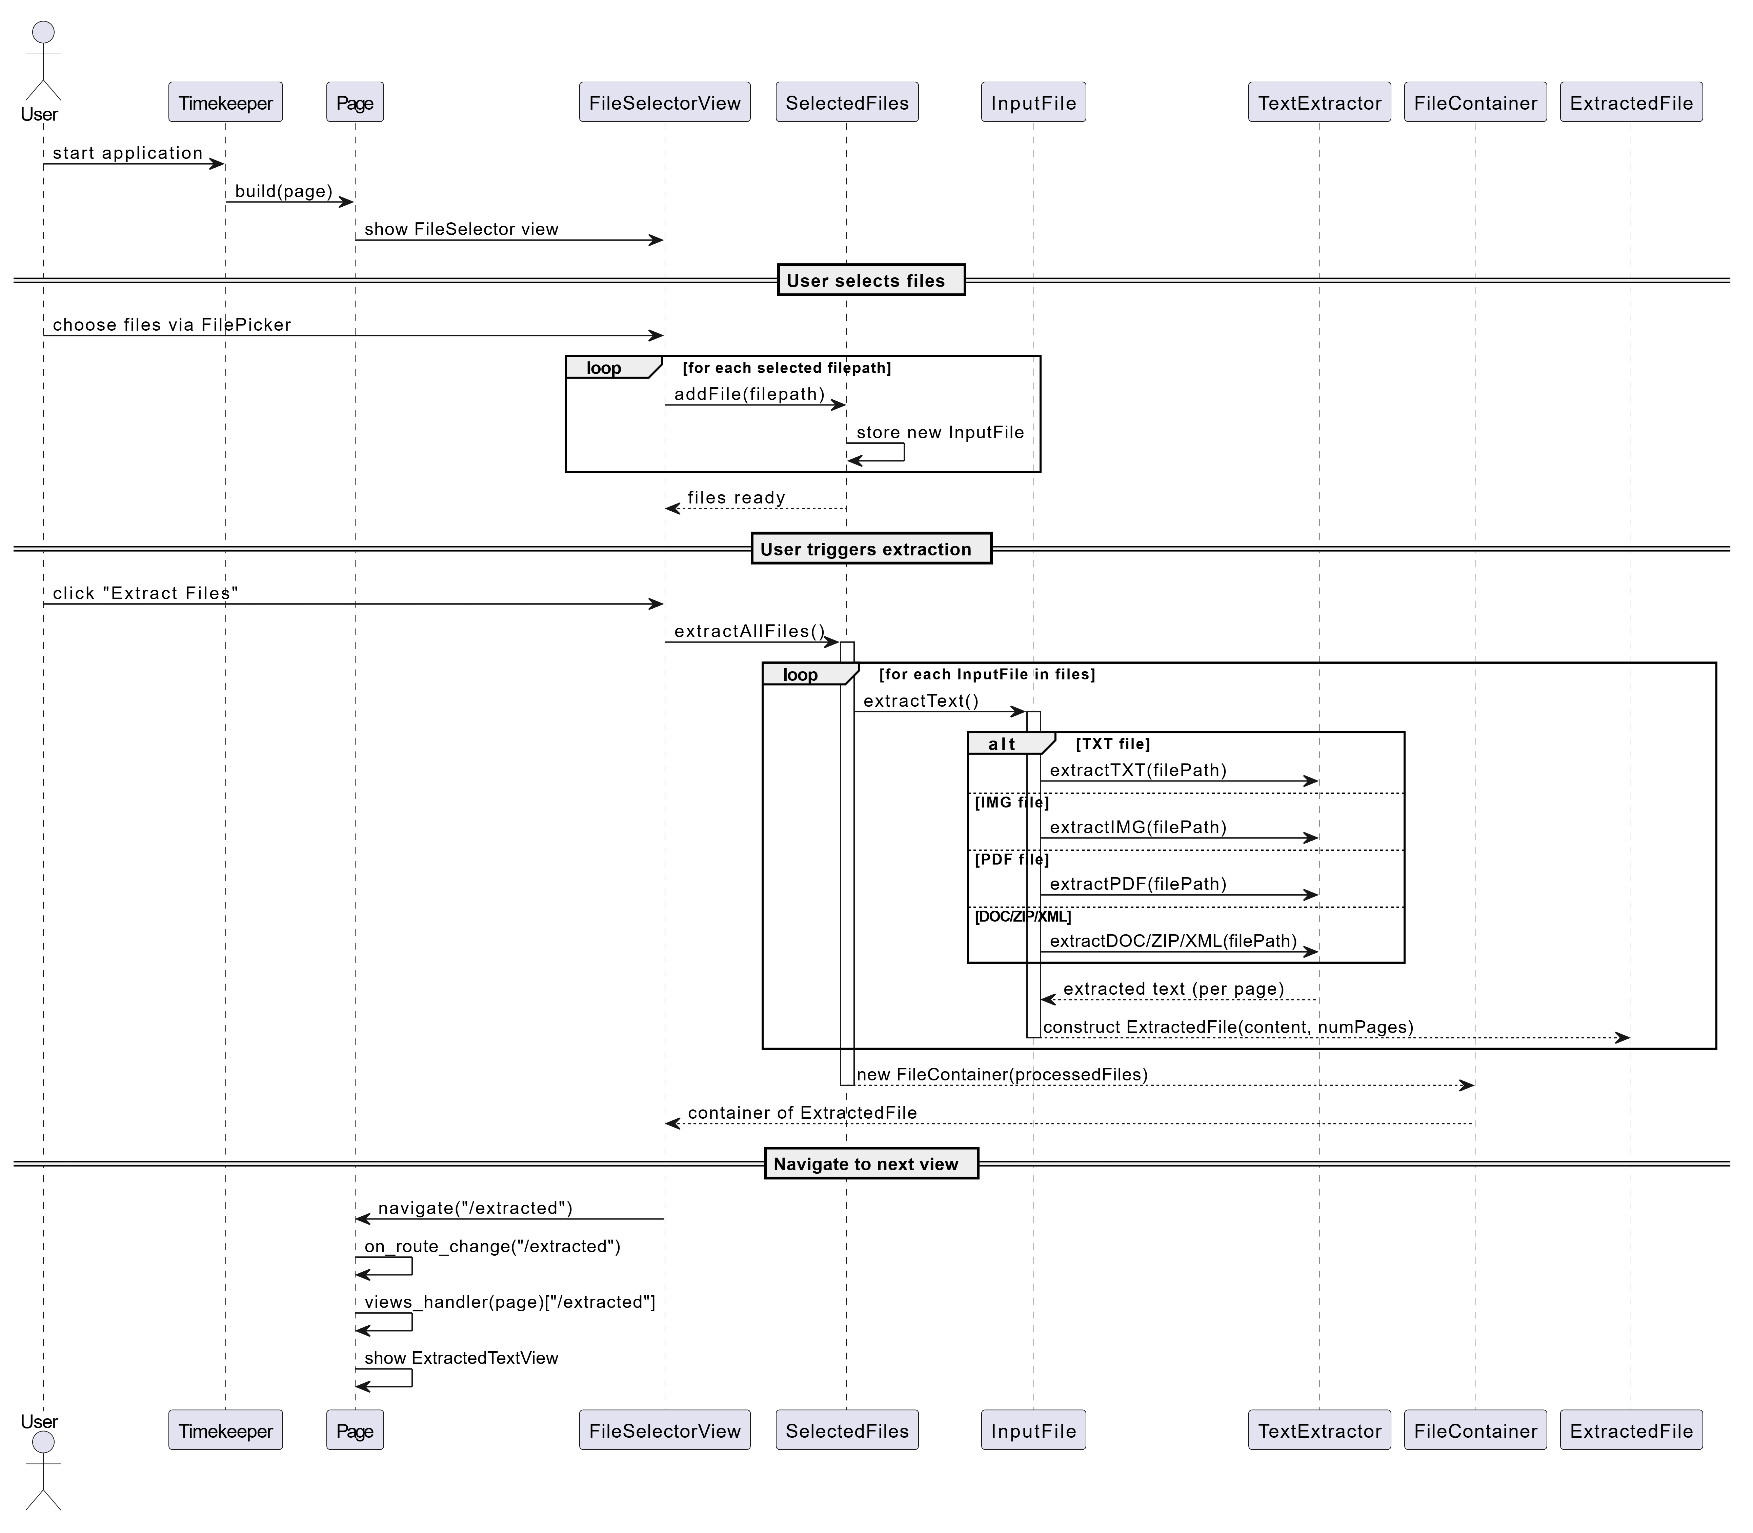 User
Timekeeper
Page
FileSelectorView
SelectedFiles
InputFile
TextExtractor
FileContainer
ExtractedFile
start application
build(page)
show FileSelector view
User selects files
choose files via FilePicker
loop
[for each selected filepath]
addFile(filepath)
store new InputFile
files ready
User triggers extraction
click "Extract Files"
extractAllFiles()
loop
[for each InputFile in files]
extractText()
alt
[TXT file]
extractTXT(filePath)
[IMG file]
extractIMG(filePath)
[PDF file]
extractPDF(filePath)
[DOC/ZIP/XML]
extractDOC/ZIP/XML(filePath)
extracted text (per page)
construct ExtractedFile(content, numPages)
new FileContainer(processedFiles)
container of ExtractedFile
Navigate to next view
navigate("/extracted")
on_route_change("/extracted")
views_handler(page)["/extracted"]
show ExtractedTextView
User
Timekeeper
Page
FileSelectorView
SelectedFiles
InputFile
TextExtractor
FileContainer
ExtractedFile